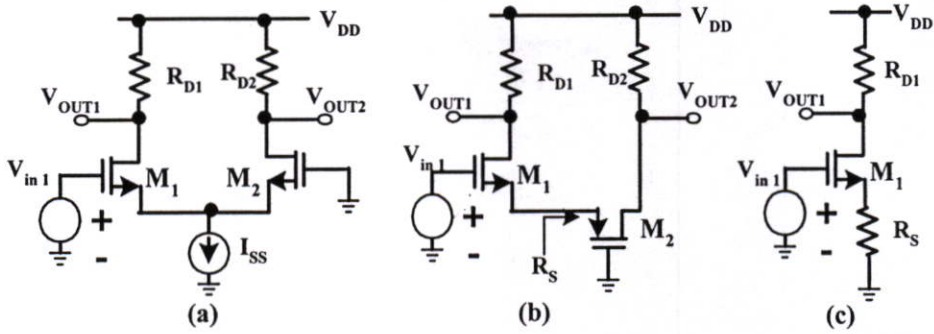 V_DD
R_D1
R_D2
V_OUT1
V_OUT2
V_in 1
M_1
M_2
+
-
I_SS
(a)
V_DD
R_D1
R_D2
V_OUT1
V_OUT2
V_in 1
M_1
+
-
R_S
M_2
(b)
V_DD
R_D1
V_OUT1
V_in 1
M_1
+
-
R_S
(c)